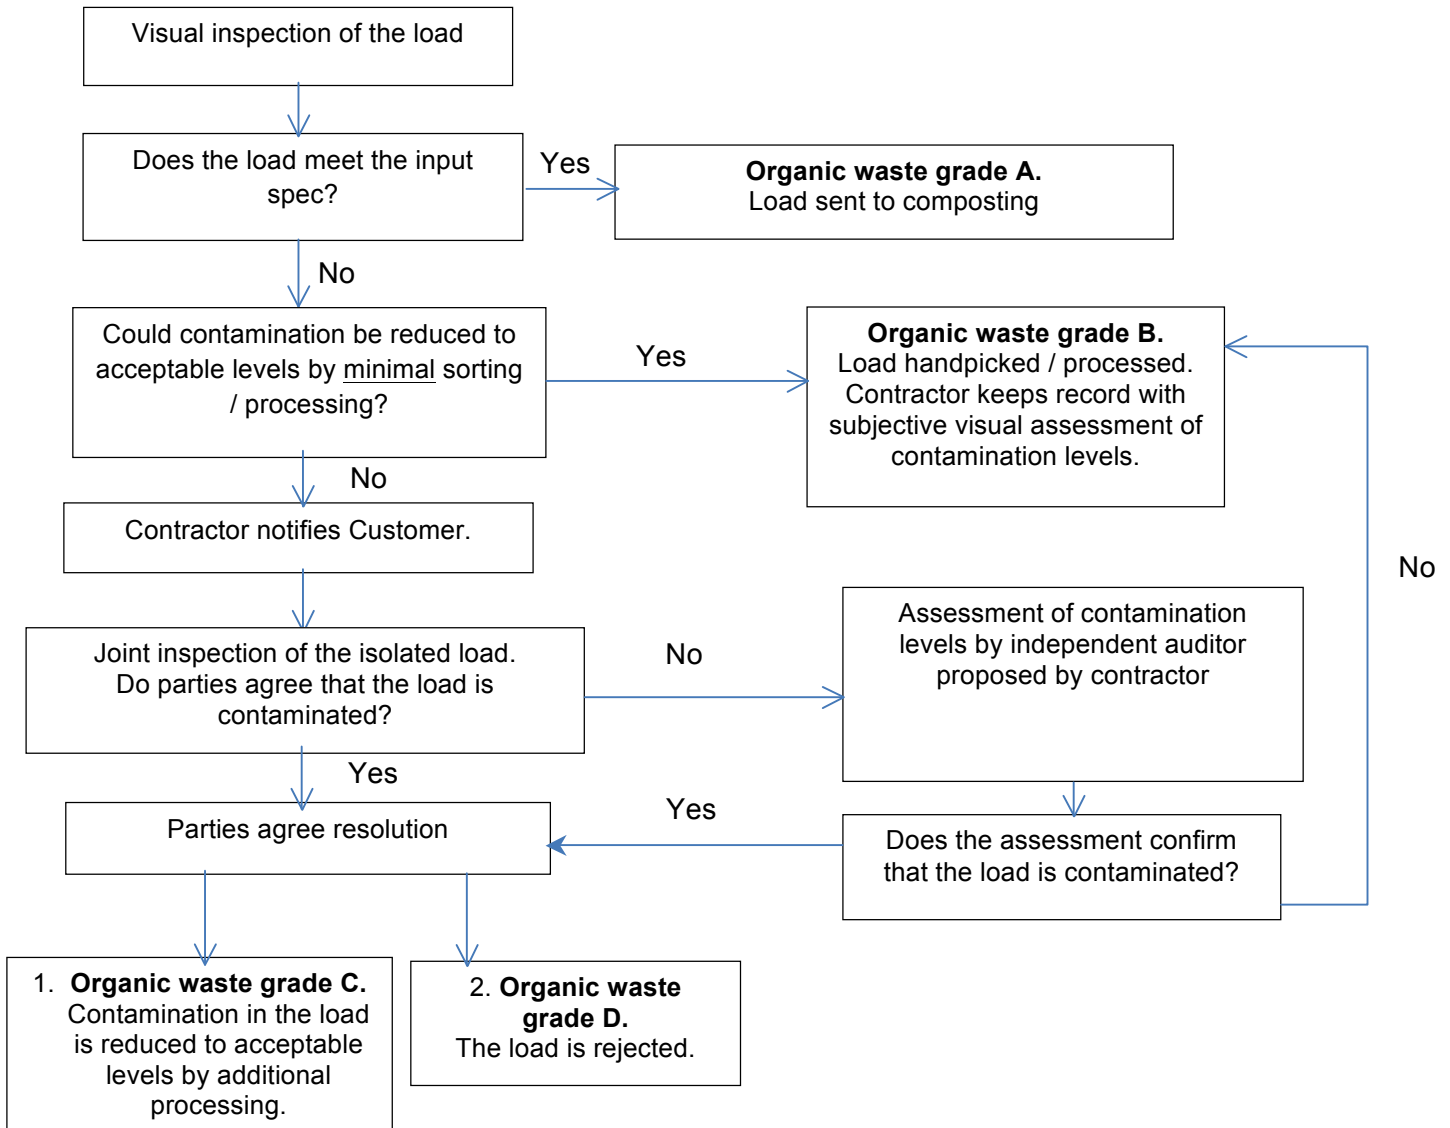 Visual inspection of the load
Does the load meet the input
spec?
Yes
Organic waste grade A.
Load sent to composting
No
Could contamination be reduced to
acceptable levels by minimal sorting
/ processing?
Yes
Organic waste grade B.
Load handpicked / processed.
Contractor keeps record with
subjective visual assessment of
contamination levels.
No
Contractor notifies Customer.
No
Joint inspection of the isolated load.
Do parties agree that the load is
contaminated?
No
Assessment of contamination
levels by independent auditor
proposed by contractor
Yes
Parties agree resolution
Yes
Does the assessment confirm
that the load is contaminated?
1. Organic waste grade C.
Contamination in the load
is reduced to acceptable
levels by additional
processing.
2. Organic waste
grade D.
The load is rejected.